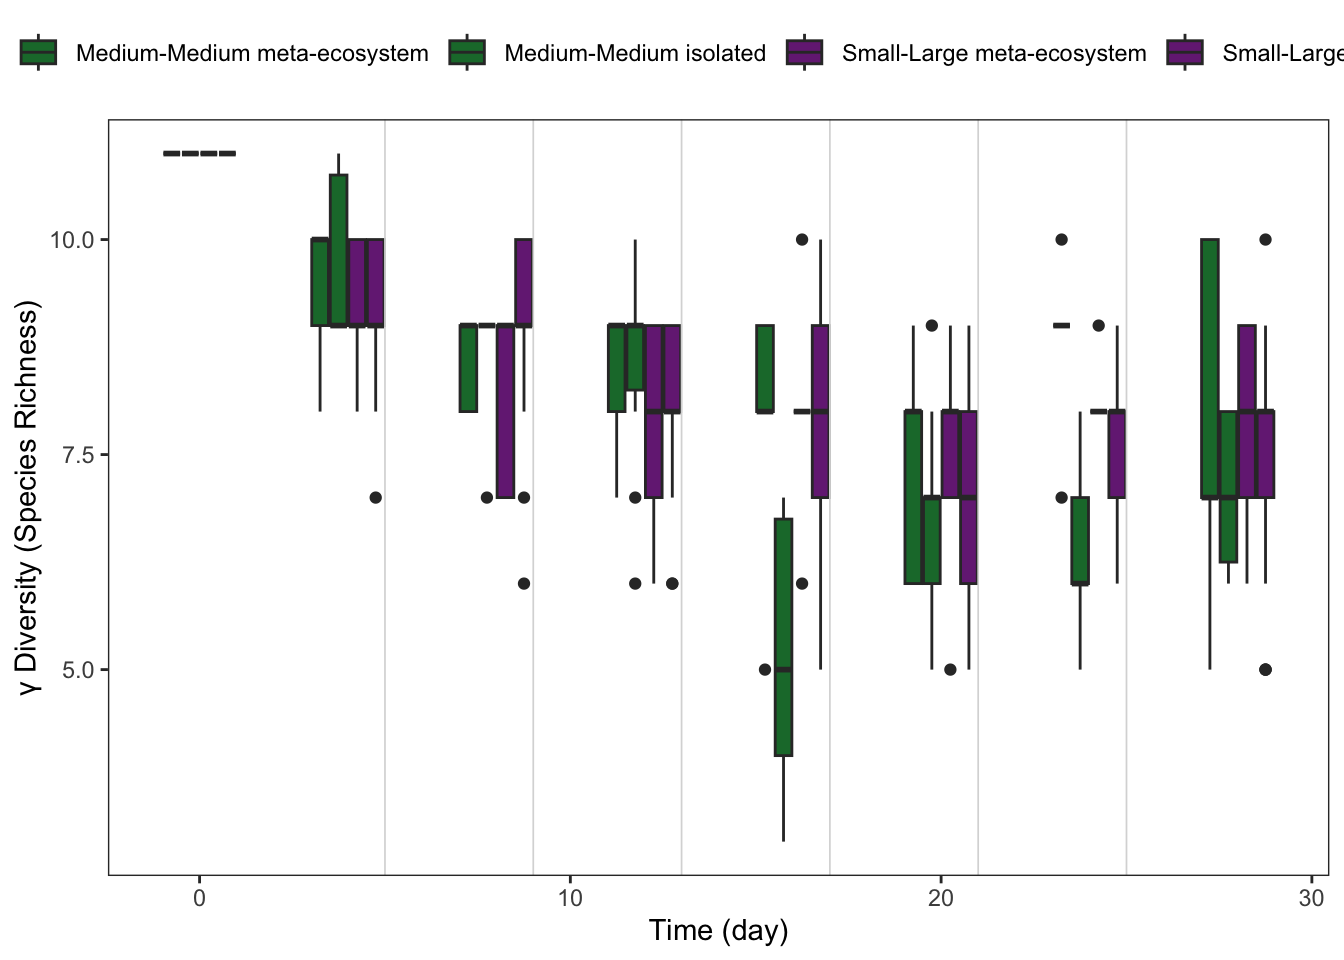 Medium-Medium meta-ecosystem Medium-Medium isolated Small-Large meta-ecosystem Small-Large
γ Diversity (Species Richness)
10.0
7.5
5.0
0 10 20 30
Time (day)